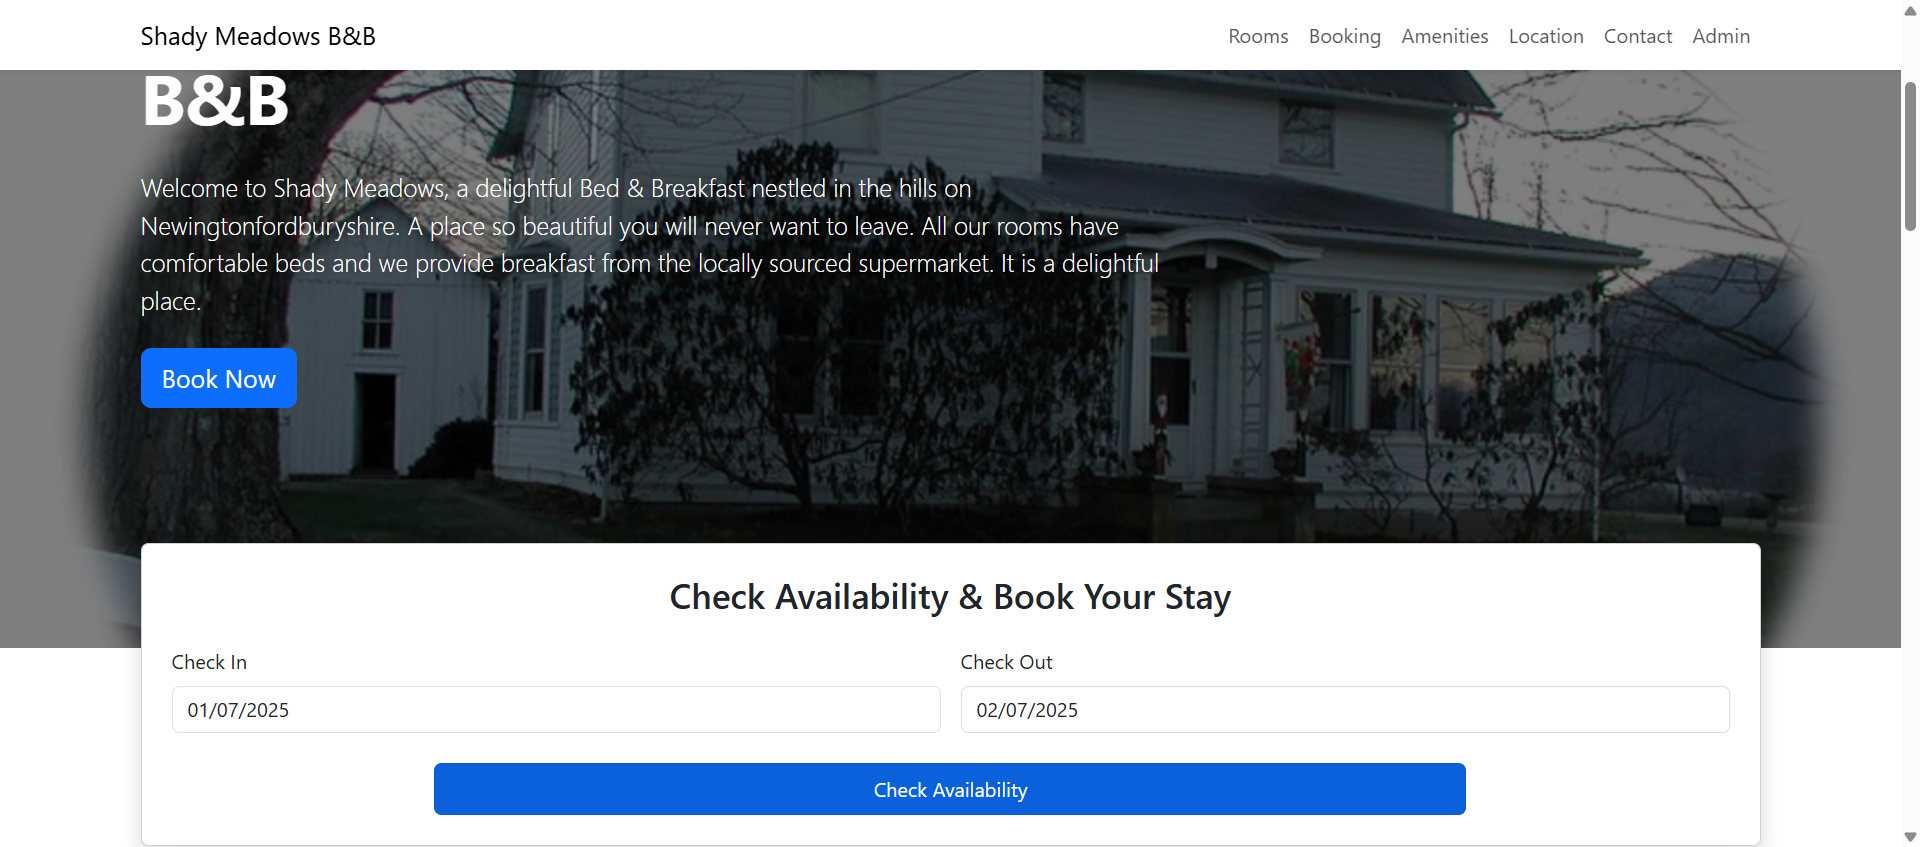 Shady Meadows B&B
Rooms Booking Amenities Location Contact Admin
B&B
Welcome to Shady Meadows, a delightful Bed & Breakfast nestled in the hills on
Newingtonfordburyshire. A place so beautiful you will never want to leave. All our rooms have
comfortable beds and we provide breakfast from the locally sourced supermarket. It is a delightful
place.
Book Now
Check Availability & Book Your Stay
Check In
Check Out
01/07/2025
02/07/2025
Check Availability